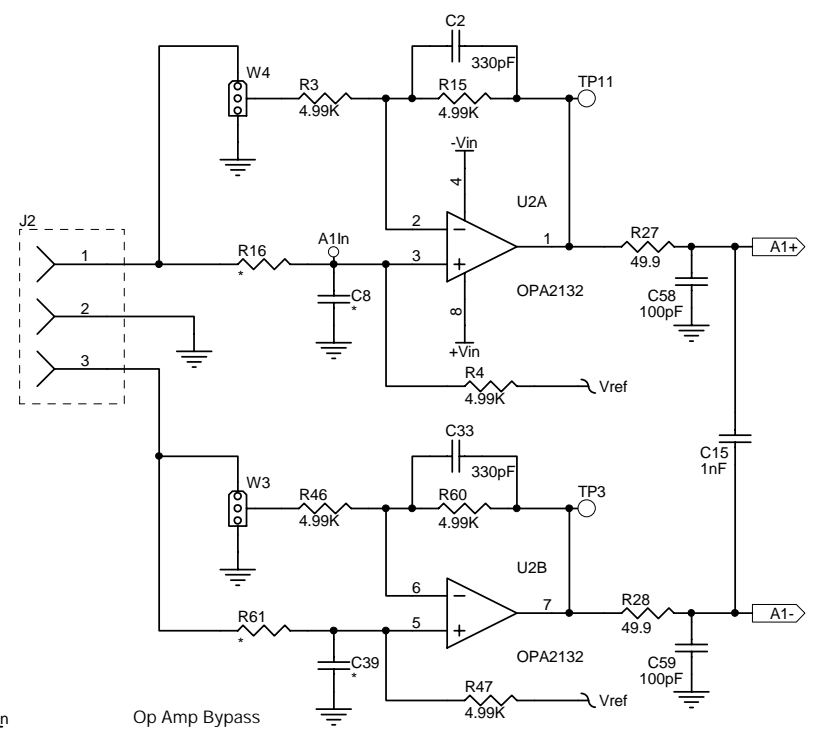 C2
330pF
W4
R3
4.99K
R15
4.99K
TP11
-Vin
4
U2A
J2
2
1
R27
49.9
A1+
1
R16
*
A1In
3
C8
*
OPA2132
C58
100pF
2
8
+Vin
3
R4
4.99K
Vref
C33
330pF
C15
1nF
W3
R46
4.99K
R60
4.99K
TP3
U2B
6
7
R28
49.9
A1-
R61
*
5
C39
*
OPA2132
C59
100pF
R47
4.99K
Vref
n
Op Amp Bypass